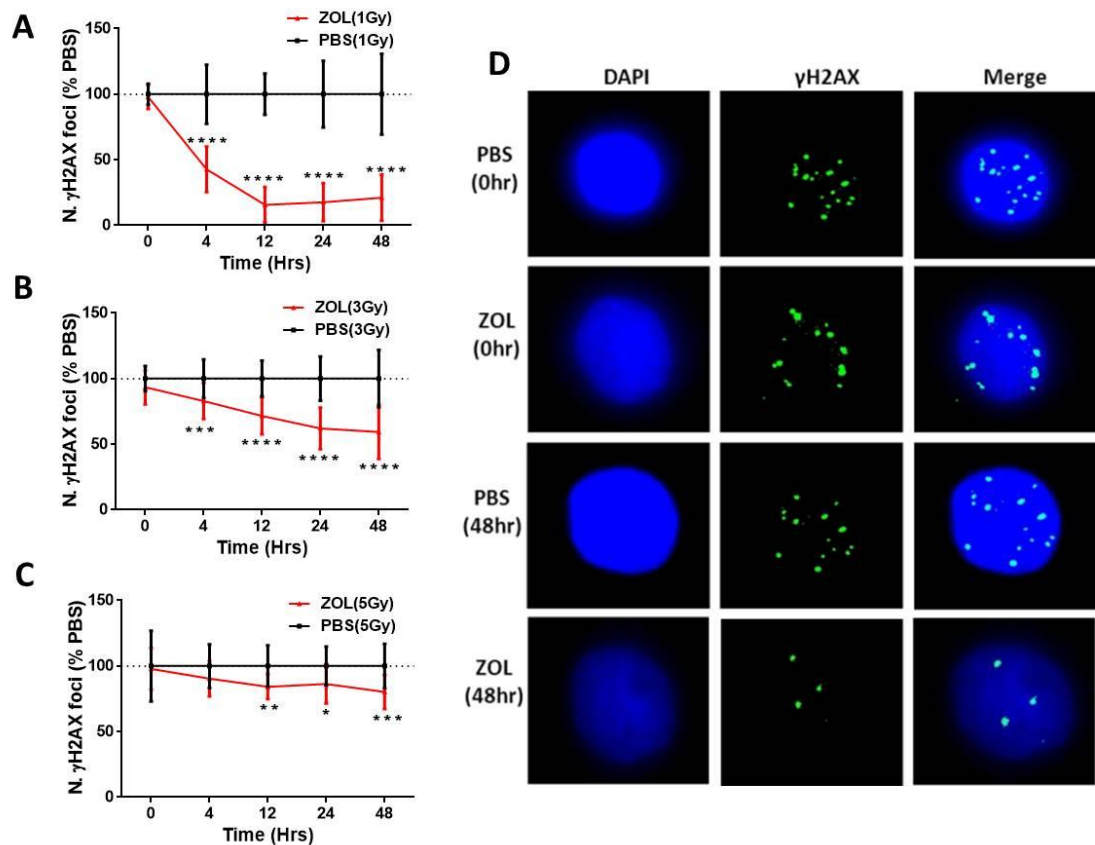 A
150
100
50
0
N. γH2AX foci (% PBS)
ZOL(1Gy)
PBS(1Gy)
****
****
****
****
0 4 12 24 48
Time (Hrs)
B
150
100
50
0
N. γH2AX foci (% PBS)
ZOL(3Gy)
PBS(3Gy)
***
****
****
****
0 4 12 24 48
Time (Hrs)
C
150
100
50
0
N. γH2AX foci (% PBS)
ZOL(5Gy)
PBS(5Gy)
**
*
***
0 4 12 24 48
Time (Hrs)
D
DAPI γH2AX Merge
PBS
(0hr)
ZOL
(0hr)
PBS
(48hr)
ZOL
(48hr)